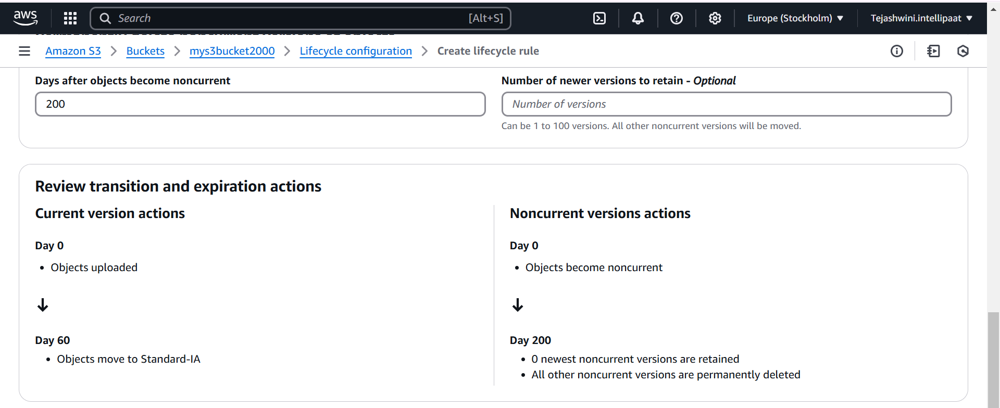 aws
Search [Alt+S] Europe (Stockholm) Tejashwini.intellipaat
Amazon S3 > Buckets > mys3bucket2000 > Lifecycle configuration > Create lifecycle rule
Days after objects become noncurrent
200
Number of newer versions to retain - Optional
Number of versions
Can be 1 to 100 versions. All other noncurrent versions will be moved.
Review transition and expiration actions
Current version actions
Day 0
• Objects uploaded
↓
Day 60
• Objects move to Standard-IA
Noncurrent versions actions
Day 0
• Objects become noncurrent
↓
Day 200
• 0 newest noncurrent versions are retained
• All other noncurrent versions are permanently deleted